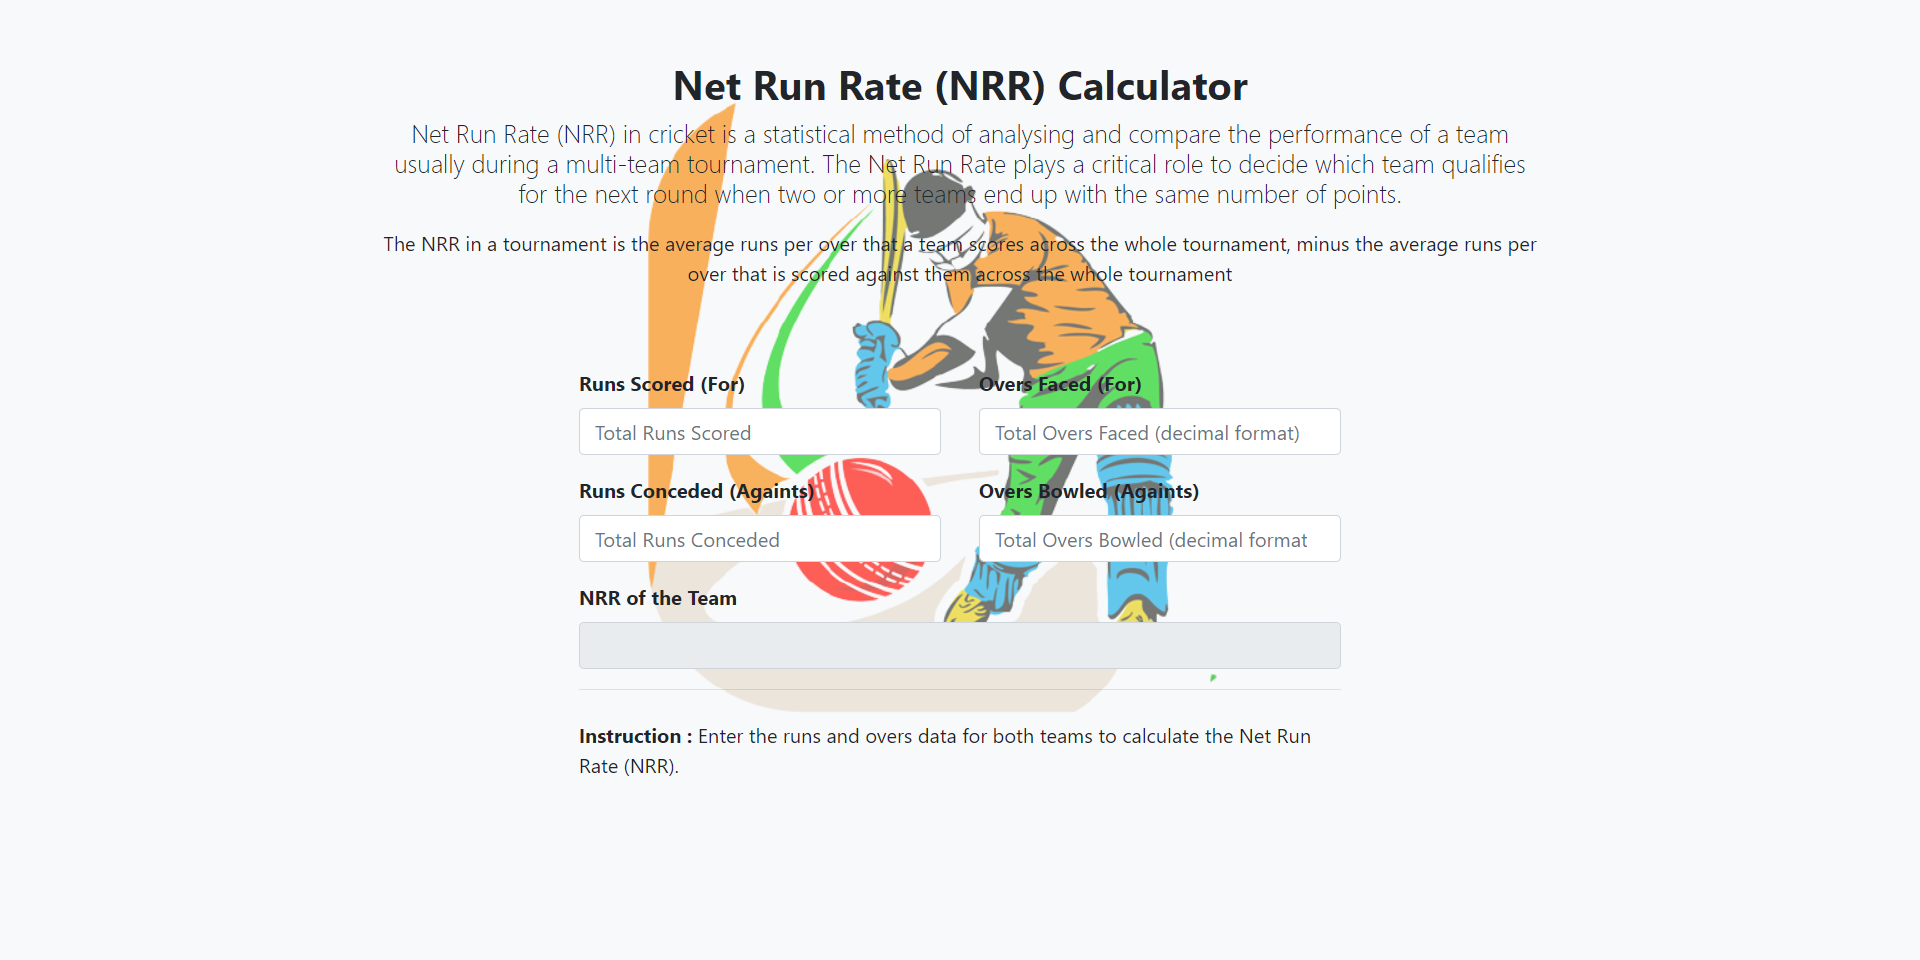 Net Run Rate (NRR) Calculator
Net Run Rate (NRR) in cricket is a statistical method of analysing and compare the performance of a team
usually during a multi-team tournament. The Net Run Rate plays a critical role to decide which team qualifies
for the next round when two or more teams end up with the same number of points.
The NRR in a tournament is the average runs per over that a team scores across the whole tournament, minus the average runs per
over that is scored against them across the whole tournament
Runs Scored (For)
Overs Faced (For)
Total Runs Scored
Total Overs Faced (decimal format)
Runs Conceded (Againts)
Overs Bowled (Againts)
Total Runs Conceded
Total Overs Bowled (decimal format
NRR of the Team
Instruction : Enter the runs and overs data for both teams to calculate the Net Run
Rate (NRR).